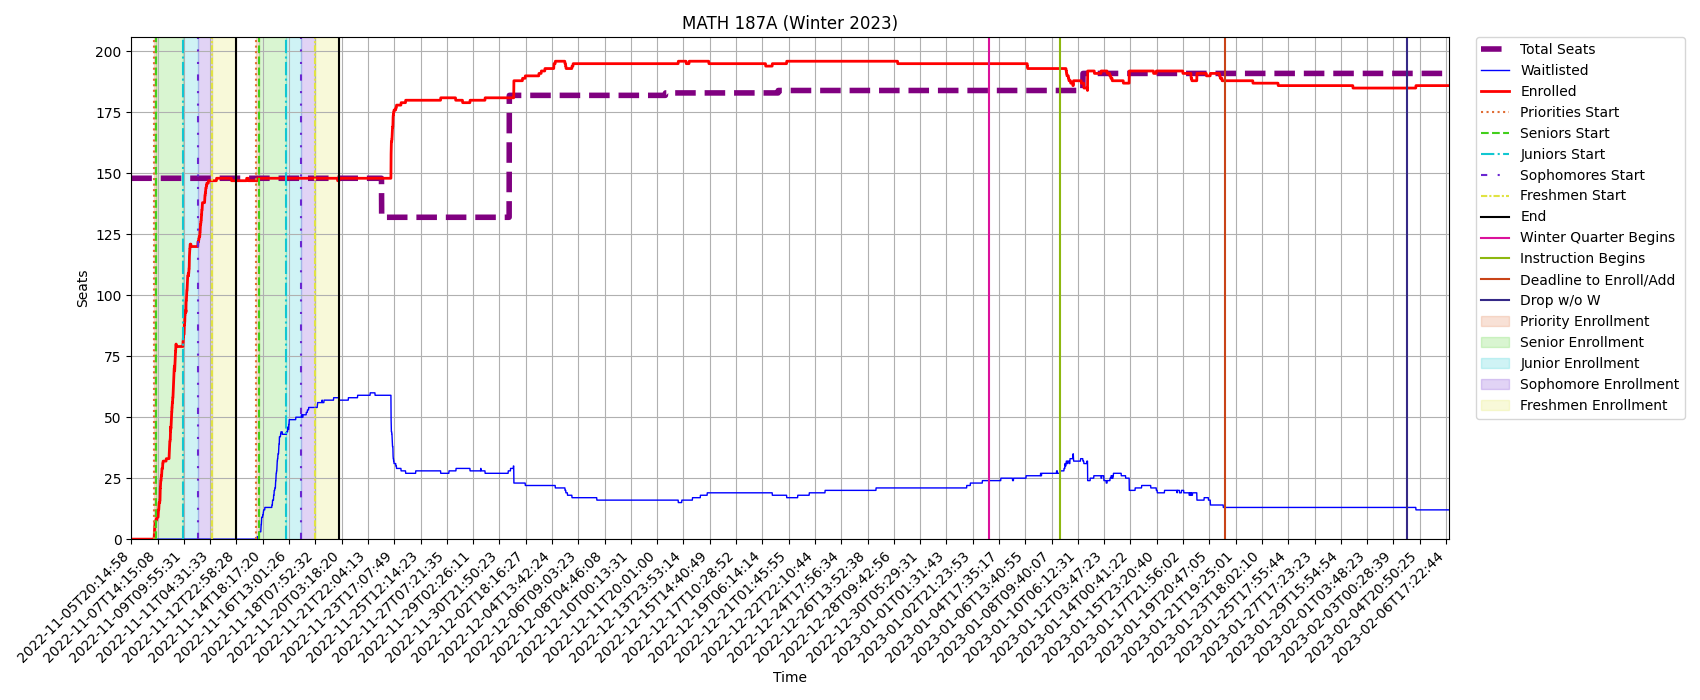 MATH 187A (Winter 2023)
200
175
150
125
100
75
50
25
0
Seats
2022-11-05T20:14:58
2022-11-07T14:15:08
2022-11-09T09:55:31
2022-11-11T04:31:33
2022-11-12T22:58:28
2022-11-14T18:17:20
2022-11-16T13:01:26
2022-11-18T07:52:32
2022-11-20T03:18:20
2022-11-21T22:04:13
2022-11-23T17:07:49
2022-11-25T12:14:23
2022-11-27T07:21:35
2022-11-29T02:26:11
2022-11-30T21:50:23
2022-12-02T18:16:27
2022-12-04T13:42:24
2022-12-06T09:03:23
2022-12-08T04:46:08
2022-12-10T00:13:31
2022-12-11T20:01:00
2022-12-13T23:53:14
2022-12-15T14:40:49
2022-12-17T10:28:52
2022-12-19T06:14:14
2022-12-21T01:45:55
2022-12-22T22:10:44
2022-12-24T17:56:34
2022-12-26T13:52:38
2022-12-28T09:42:56
2022-12-30T05:29:31
2023-01-01T01:31:43
2023-01-02T21:23:53
2023-01-04T17:35:17
2023-01-06T13:40:55
2023-01-08T09:40:07
2023-01-10T06:12:31
2023-01-12T03:47:23
2023-01-14T00:41:22
2023-01-15T23:20:40
2023-01-17T21:56:02
2023-01-19T20:47:05
2023-01-21T19:25:01
2023-01-23T18:02:10
2023-01-25T17:55:44
2023-01-27T17:23:23
2023-01-29T15:54:54
2023-02-01T03:48:23
2023-02-03T00:28:39
2023-02-04T20:50:25
2023-02-06T17:22:44
Time
Total Seats
Waitlisted
Enrolled
Priorities Start
Seniors Start
Juniors Start
Sophomores Start
Freshmen Start
End
Winter Quarter Begins
Instruction Begins
Deadline to Enroll/Add
Drop w/o W
Priority Enrollment
Senior Enrollment
Junior Enrollment
Sophomore Enrollment
Freshmen Enrollment